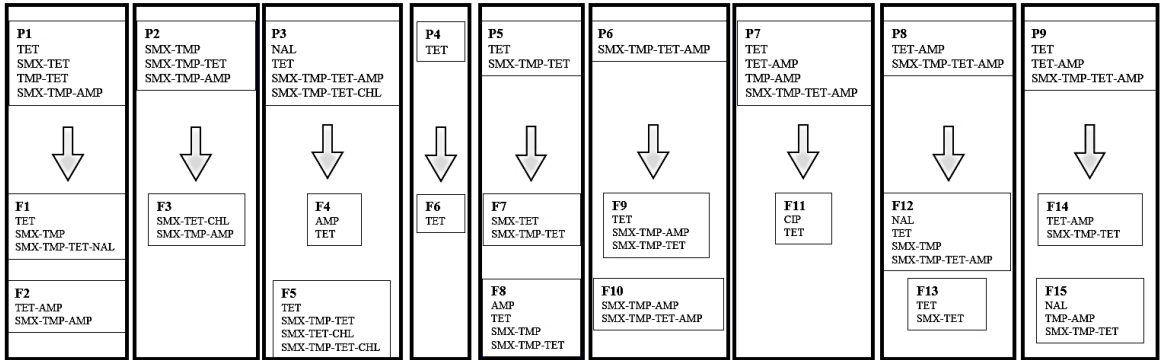 P1
TET
SMX-TET
TMP-TET
SMX-TMP-AMP
P2
SMX-TMP
SMX-TMP-TET
SMX-TMP-AMP
P3
NAL
TET
SMX-TMP-TET-AMP
SMX-TMP-TET-CHL
P4
TET
P5
TET
SMX-TMP-TET
P6
SMX-TMP-TET-AMP
P7
TET
TET-AMP
TMP-AMP
SMX-TMP-TET-AMP
P8
TET-AMP
SMX-TMP-TET-AMP
P9
TET
TET-AMP
SMX-TMP-TET-AMP
F1
TET
SMX-TMP
SMX-TMP-TET-NAL
F3
SMX-TET-CHL
SMX-TMP-AMP
F4
AMP
TET
F6
TET
F7
SMX-TET
SMX-TMP-TET
F9
TET
SMX-TMP-AMP
SMX-TMP-TET
F11
CIP
TET
F12
NAL
TET
SMX-TMP
SMX-TMP-TET-AMP
F14
TET-AMP
SMX-TMP-TET
F2
TET-AMP
SMX-TMP-AMP
F5
TET
SMX-TMP-TET
SMX-TET-CHL
SMX-TMP-TET-CHL
F8
AMP
TET
SMX-TMP
SMX-TMP-TET
F10
SMX-TMP-AMP
SMX-TMP-TET-AMP
F13
TET
SMX-TET
F15
NAL
TMP-AMP
SMX-TMP-TET